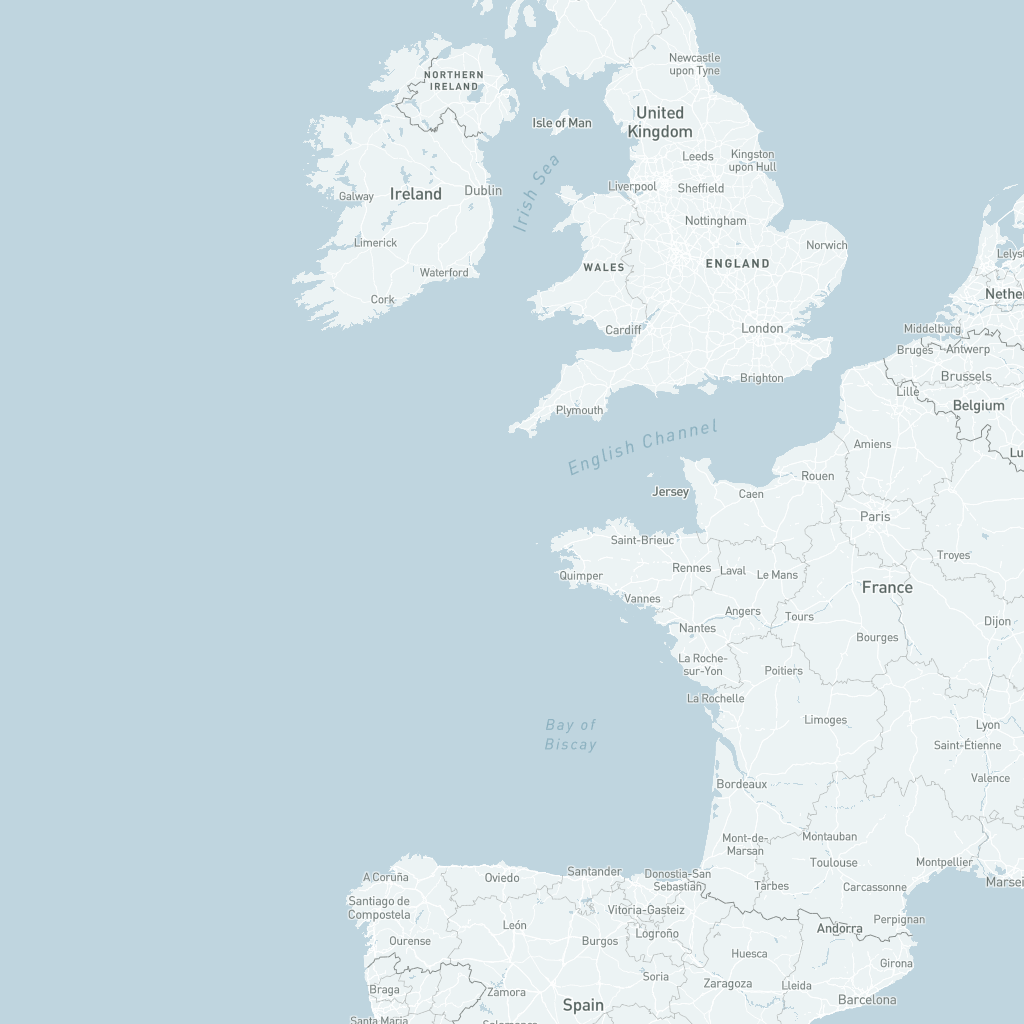 Newcastle
upon Tyne
NORTHERN
IRELAND
United
Kingdom
Isle of Man
Irish Sea
Leeds
Kingston
upon Hull
Ireland
Dublin
Galway
Liverpool
Sheffield
Nottingham
Limerick
Norwich
Lelyst
WALES
ENGLAND
Waterford
Nether
Cork
Cardiff
London
Middelburg
Bruges
Antwerp
Brighton
Brussels
Lille
Belgium
Plymouth
English Channel
Amiens
Lu
Rouen
Jersey
Caen
Paris
Saint-Brieuc
Troyes
Quimper
Rennes
Laval
Le Mans
France
Vannes
Angers
Tours
Dijon
Nantes
Bourges
La Roche-
sur-Yon
Poitiers
La Rochelle
Limoges
Lyon
Bay of
Biscay
Saint-Étienne
Valence
Bordeaux
Mont-de-
Marsan
Montauban
Toulouse
Montpellier
A Coruña
Oviedo
Santander
Donostia-San
Sebastián
Tarbes
Carcassonne
Marsei
Santiago de
Compostela
Vitoria-Gasteiz
Perpignan
León
Logroño
Andorra
Ourense
Burgos
Huesca
Girona
Soria
Zaragoza
Lleida
Braga
Zamora
Barcelona
Spain
Santa Maria
Salamanca